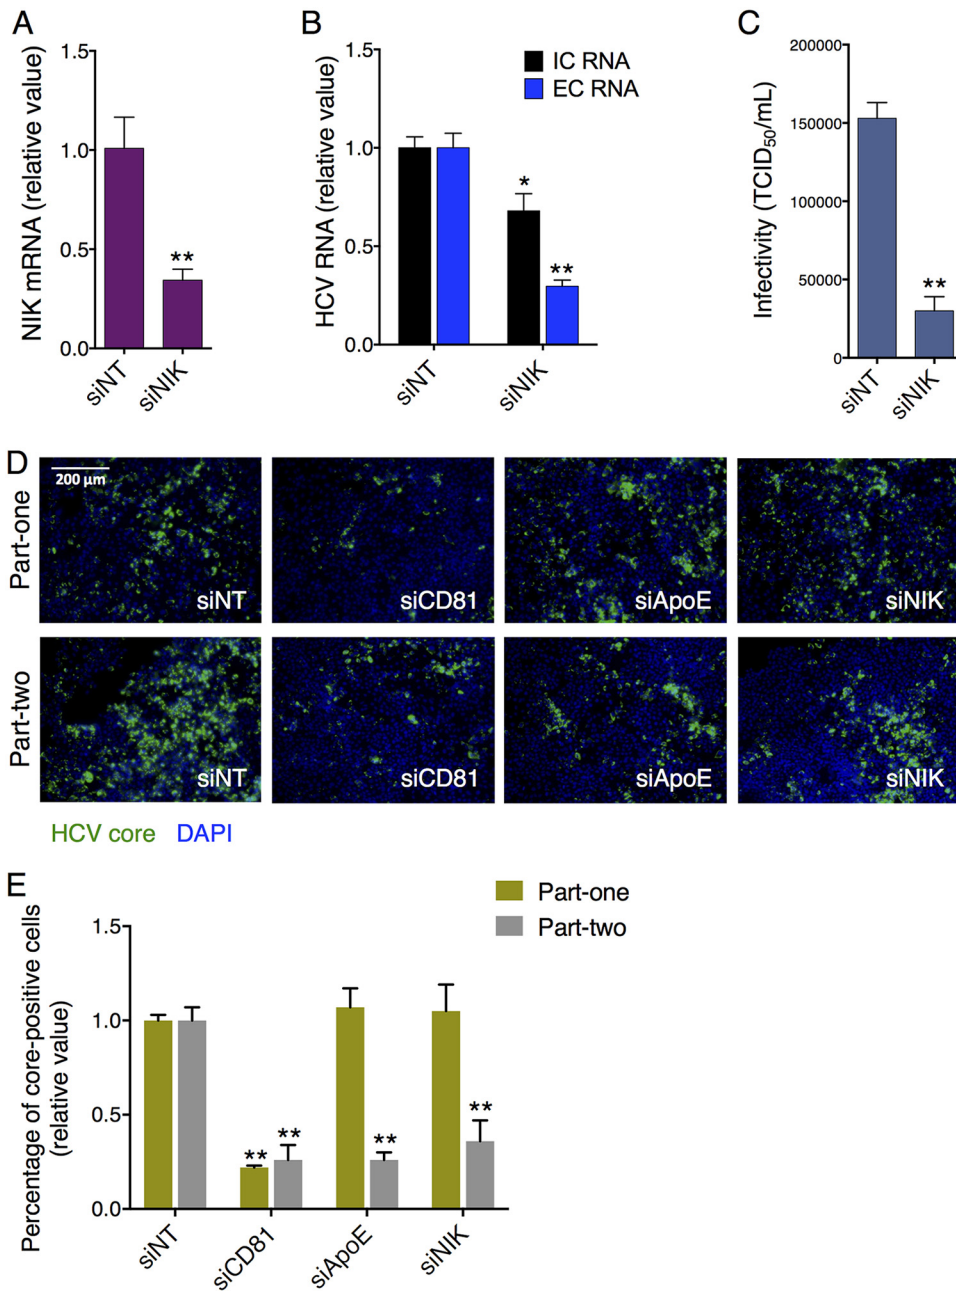 A
NIK mRNA (relative value)
1.5
1.0
0.5
0.0
**
siNT
siNIK
B
HCV RNA (relative value)
1.5
1.0
0.5
0.0
IC RNA
EC RNA
*
**
siNT
siNIK
C
Infectivity (TCID50/mL)
200000
150000
100000
50000
0
**
siNT
siNIK
D
Part-one
200 μm
siNT
siCD81
siApoE
siNIK
Part-two
siNT
siCD81
siApoE
siNIK
HCV core DAPI
E
Part-one
Part-two
Percentage of core-positive cells
(relative value)
1.5
1.0
0.5
0.0
**
**
**
**
siNT
siCD81
siApoE
siNIK